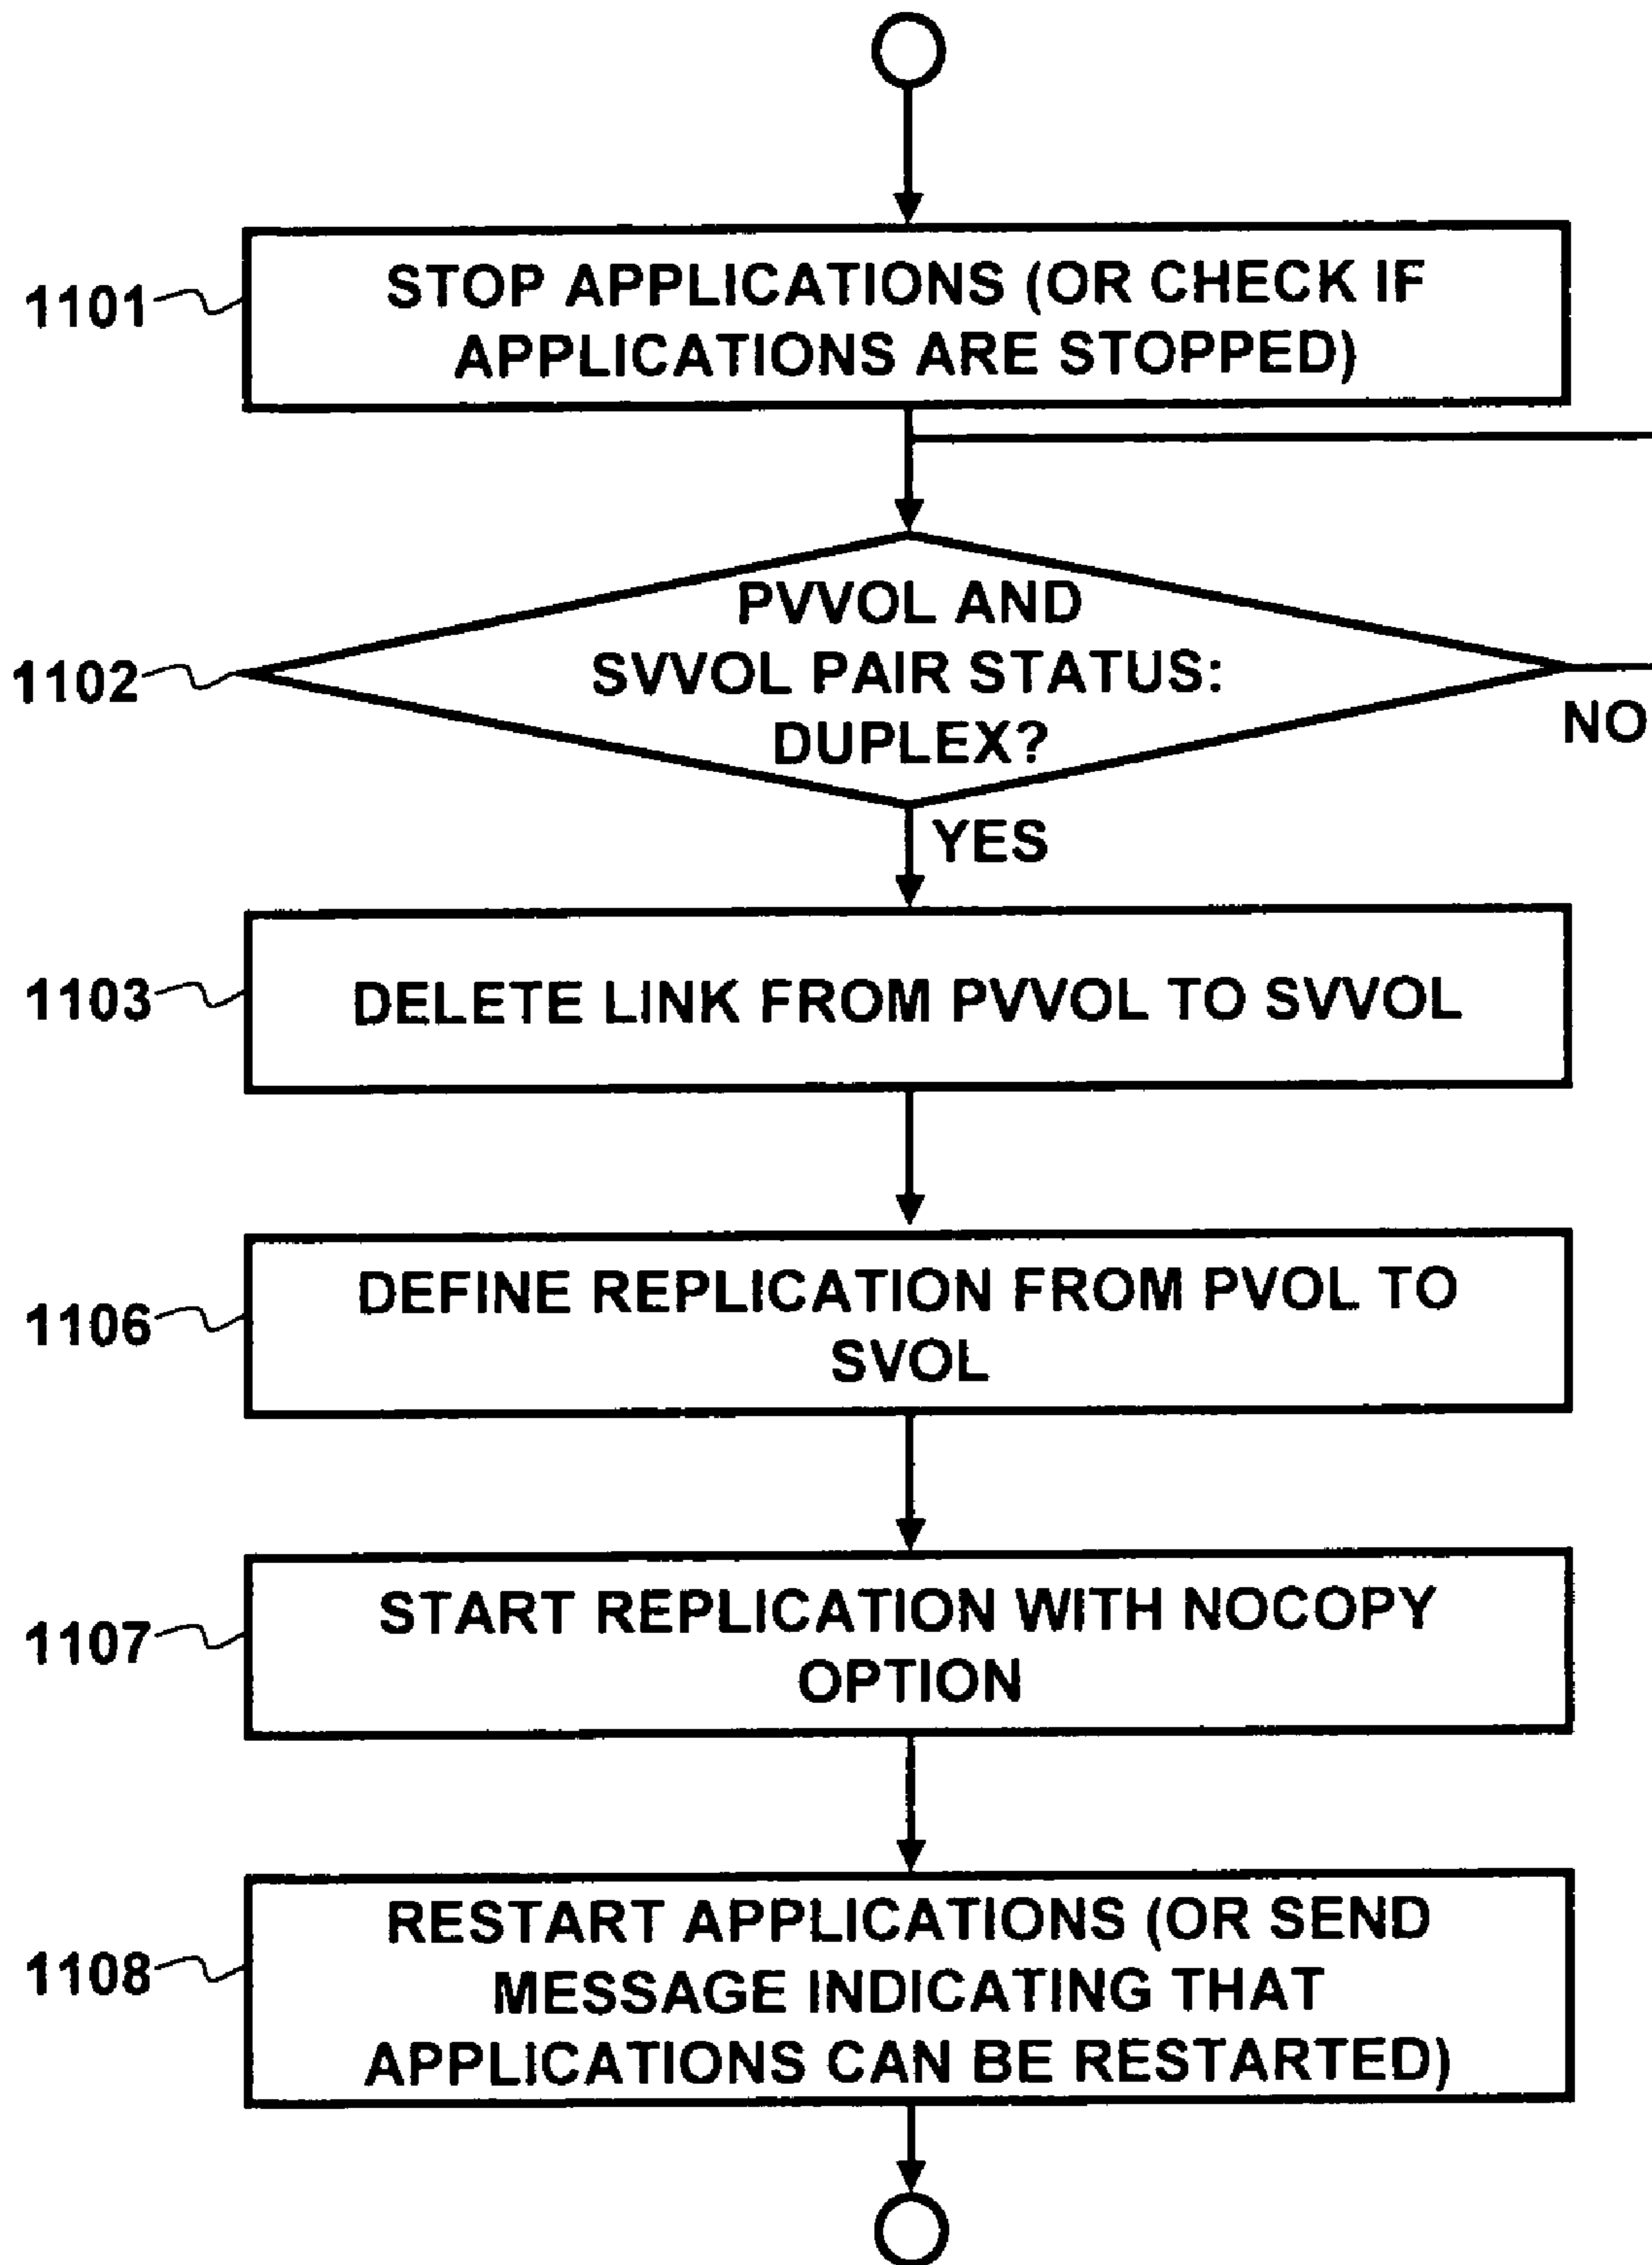 1101
STOP APPLICATIONS (OR CHECK IF
APPLICATIONS ARE STOPPED)
1102
PVVOL AND
SVVOL PAIR STATUS:
DUPLEX?
NO
YES
1103
DELETE LINK FROM PVVOL TO SVVOL
1106
DEFINE REPLICATION FROM PVOL TO
SVOL
1107
START REPLICATION WITH NOCOPY
OPTION
1108
RESTART APPLICATIONS (OR SEND
MESSAGE INDICATING THAT
APPLICATIONS CAN BE RESTARTED)